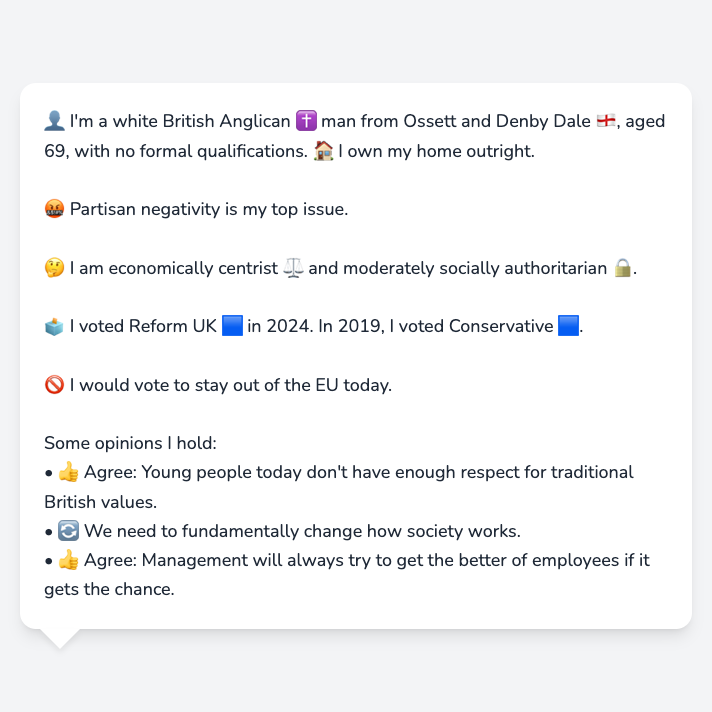 👤 I'm a white British Anglican ✝️ man from Ossett and Denby Dale 🏴󠁧󠁢󠁥󠁮󠁧󠁿, aged
69, with no formal qualifications. 🏠 I own my home outright.
🤬 Partisan negativity is my top issue.
🤔 I am economically centrist ⚖️ and moderately socially authoritarian 🔒.
🗳️ I voted Reform UK 🟦 in 2024. In 2019, I voted Conservative 🟦.
🚫 I would vote to stay out of the EU today.
Some opinions I hold:
• 👍 Agree: Young people today don't have enough respect for traditional
British values.
• 🔄 We need to fundamentally change how society works.
• 👍 Agree: Management will always try to get the better of employees if it
gets the chance.